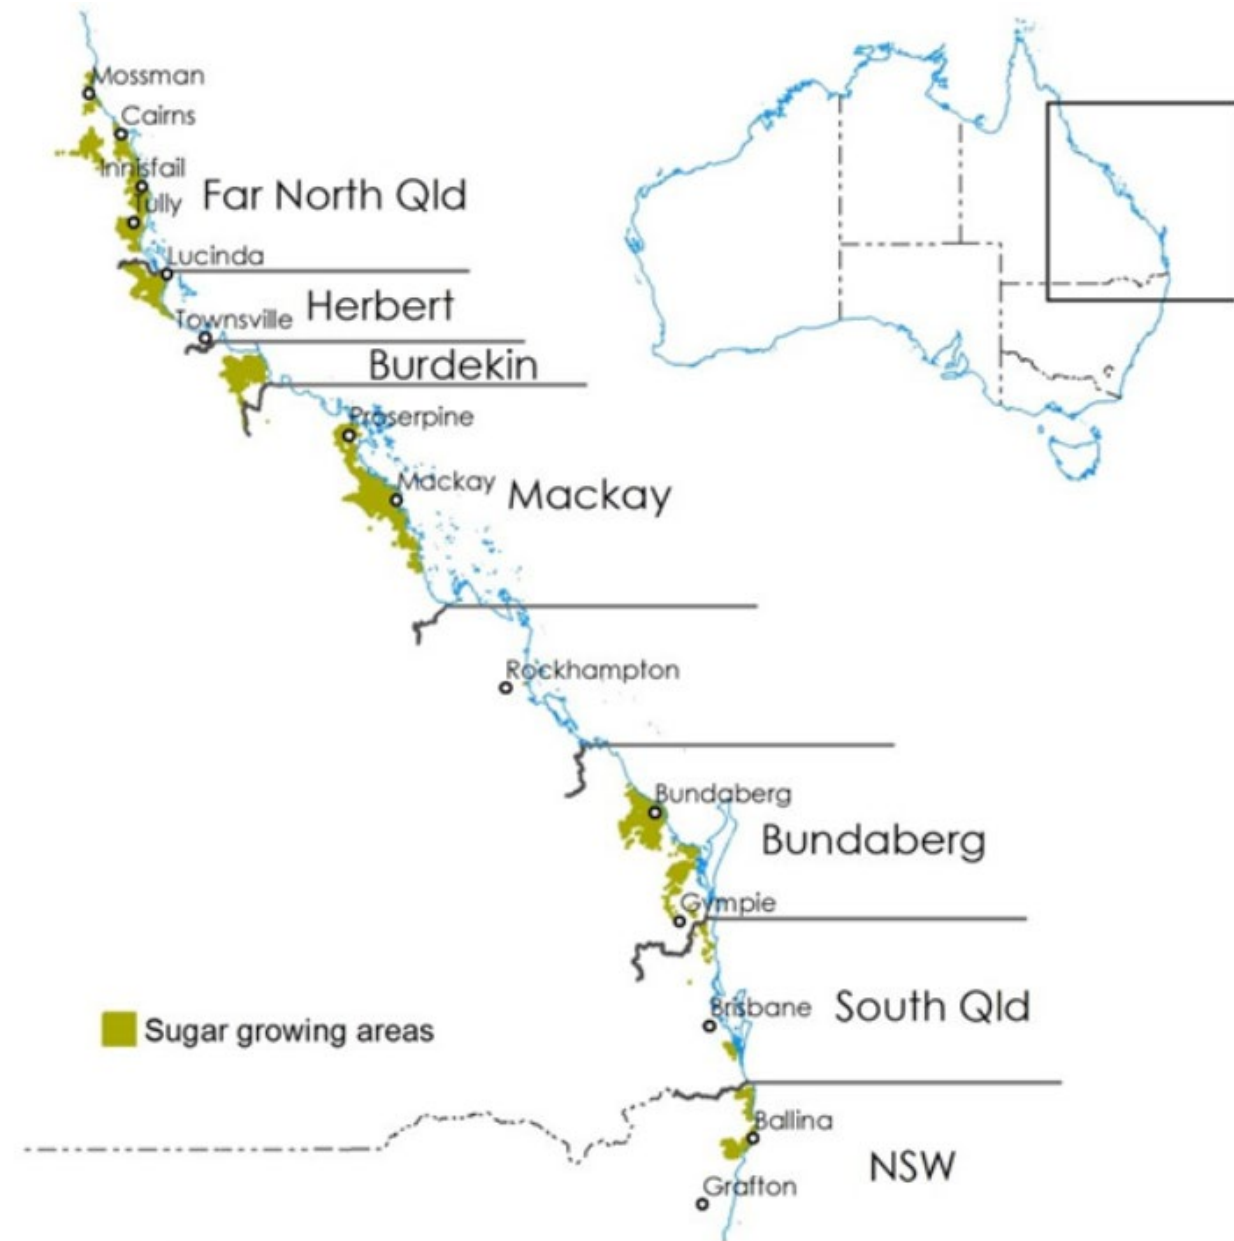 Mossman
Cairns
Innisfail
Tully
Far North Qld
Lucinda
Herbert
Townsville
Burdekin
Proserpine
Mackay
Mackay
Rockhampton
Bundaberg
Bundaberg
Gympie
Brisbane
South Qld
Sugar growing areas
Ballina
NSW
Grafton